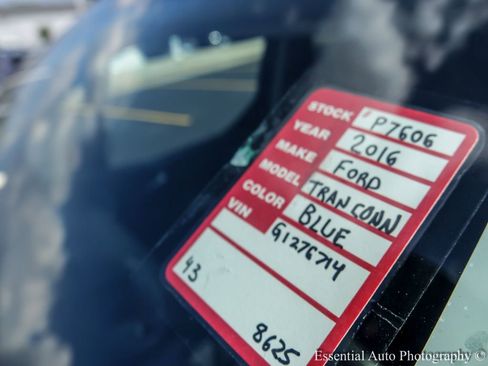 STOCK # P7606
YEAR 2016
MAKE FORD
MODEL TRAN CONN
COLOR BLUE
VIN G1276714
43
8625
Essential Auto Photography ©